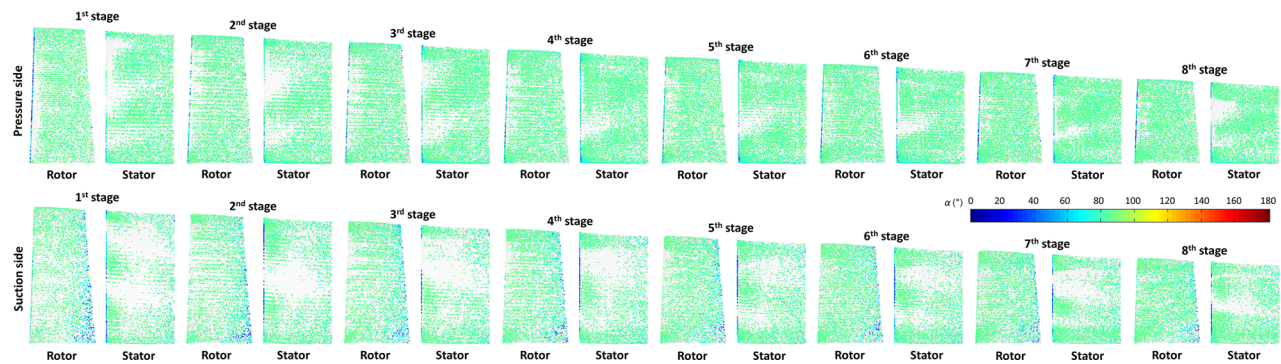 1st stage
2nd stage
3rd stage
4th stage
5th stage
6th stage
7th stage
8th stage
Pressure side
Rotor Stator Rotor Stator Rotor Stator Rotor Stator Rotor Stator Rotor Stator Rotor Stator Rotor Stator
α (°) 0 20 40 60 80 100 120 140 160 180
1st stage
2nd stage
3rd stage
4th stage
5th stage
6th stage
7th stage
8th stage
Suction side
Rotor Stator Rotor Stator Rotor Stator Rotor Stator Rotor Stator Rotor Stator Rotor Stator Rotor Stator